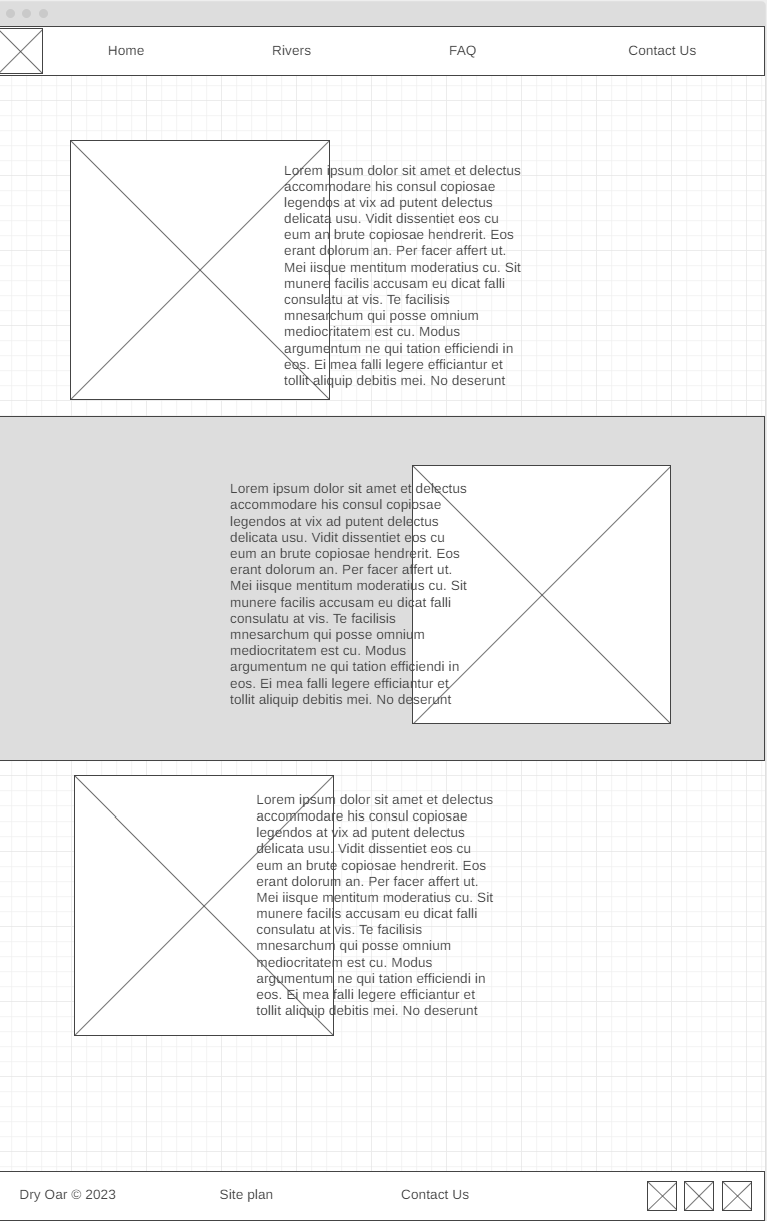 Home Rivers FAQ Contact Us
Lorem ipsum dolor sit amet et delectus
accommodare his consul copiosae
legendos at vix ad putent delectus
delicata usu. Vidit dissentiet eos cu
eum an brute copiosae hendrerit. Eos
erant dolorum an. Per facer affert ut.
Mei iisque mentitum moderatius cu. Sit
munere facilis accusam eu dicat falli
consulatu at vis. Te facilisis
mnesarchum qui posse omnium
mediocritatem est cu. Modus
argumentum ne qui tation efficiendi in
eos. Ei mea falli legere efficiantur et
tollit aliquip debitis mei. No deserunt
Lorem ipsum dolor sit amet et delectus
accommodare his consul copiosae
legendos at vix ad putent delectus
delicata usu. Vidit dissentiet eos cu
eum an brute copiosae hendrerit. Eos
erant dolorum an. Per facer affert ut.
Mei iisque mentitum moderatius cu. Sit
munere facilis accusam eu dicat falli
consulatu at vis. Te facilisis
mnesarchum qui posse omnium
mediocritatem est cu. Modus
argumentum ne qui tation efficiendi in
eos. Ei mea falli legere efficiantur et
tollit aliquip debitis mei. No deserunt
Lorem ipsum dolor sit amet et delectus
accommodare his consul copiosae
legendos at vix ad putent delectus
delicata usu. Vidit dissentiet eos cu
eum an brute copiosae hendrerit. Eos
erant dolorum an. Per facer affert ut.
Mei iisque mentitum moderatius cu. Sit
munere facilis accusam eu dicat falli
consulatu at vis. Te facilisis
mnesarchum qui posse omnium
mediocritatem est cu. Modus
argumentum ne qui tation efficiendi in
eos. Ei mea falli legere efficiantur et
tollit aliquip debitis mei. No deserunt
Dry Oar © 2023 Site plan Contact Us